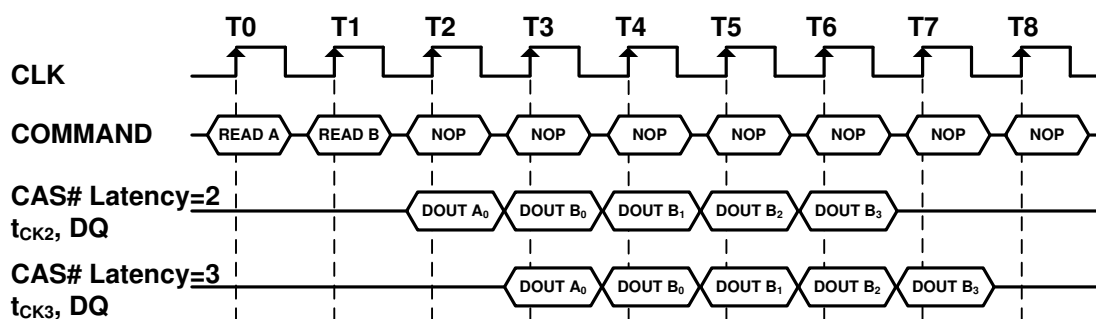 T0 T1 T2 T3 T4 T5 T6 T7 T8
CLK
COMMAND READ A READ B NOP NOP NOP NOP NOP NOP NOP
CAS# Latency=2
tCK2, DQ DOUT A0 DOUT B0 DOUT B1 DOUT B2 DOUT B3
CAS# Latency=3
tCK3, DQ DOUT A0 DOUT B0 DOUT B1 DOUT B2 DOUT B3